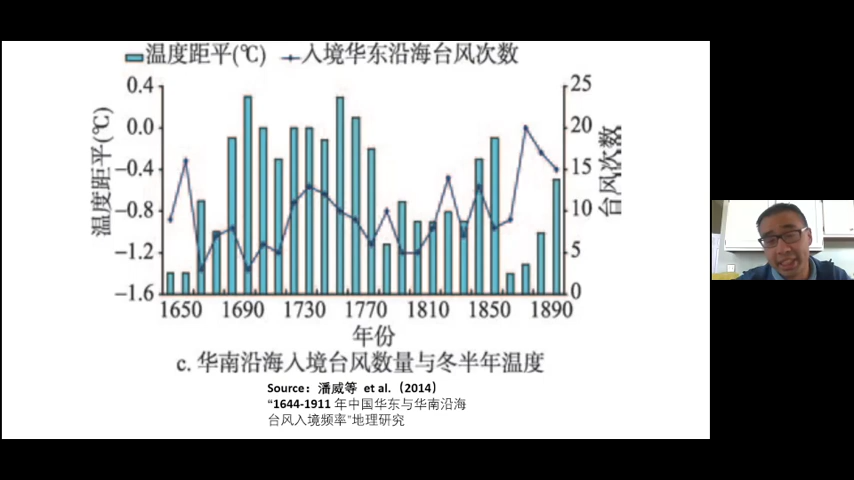 温度距平(℃) 入境华东沿海台风次数
0.4
0.0
-0.4
-0.8
-1.2
-1.6
温度距平(℃)
25
20
15
10
5
0
台风次数
1650 1690 1730 1770 1810 1850 1890
年份
c. 华南沿海入境台风数量与冬半年温度
Source：潘威等 et al.（2014）
“1644-1911 年中国华东与华南沿海
台风入境频率”地理研究